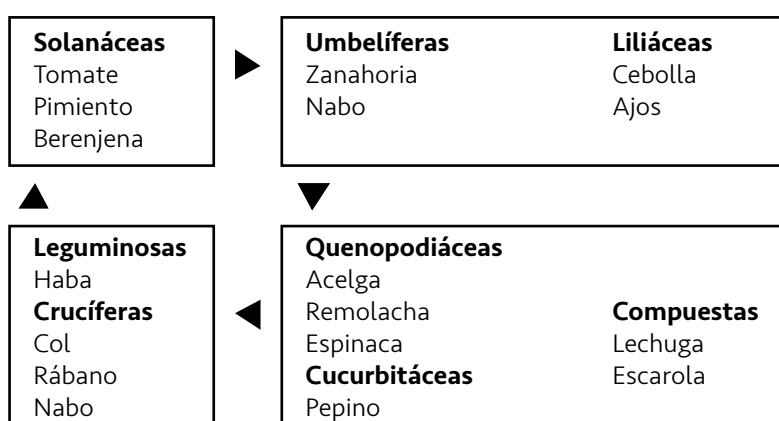 Solanáceas
Tomate
Pimiento
Berenjena
Umbelíferas
Zanahoria
Nabo
Liliáceas
Cebolla
Ajos
Leguminosas
Haba
Crucíferas
Col
Rábano
Nabo
Quenopodiáceas
Acelga
Remolacha
Espinaca
Cucurbitáceas
Pepino
Compuestas
Lechuga
Escarola